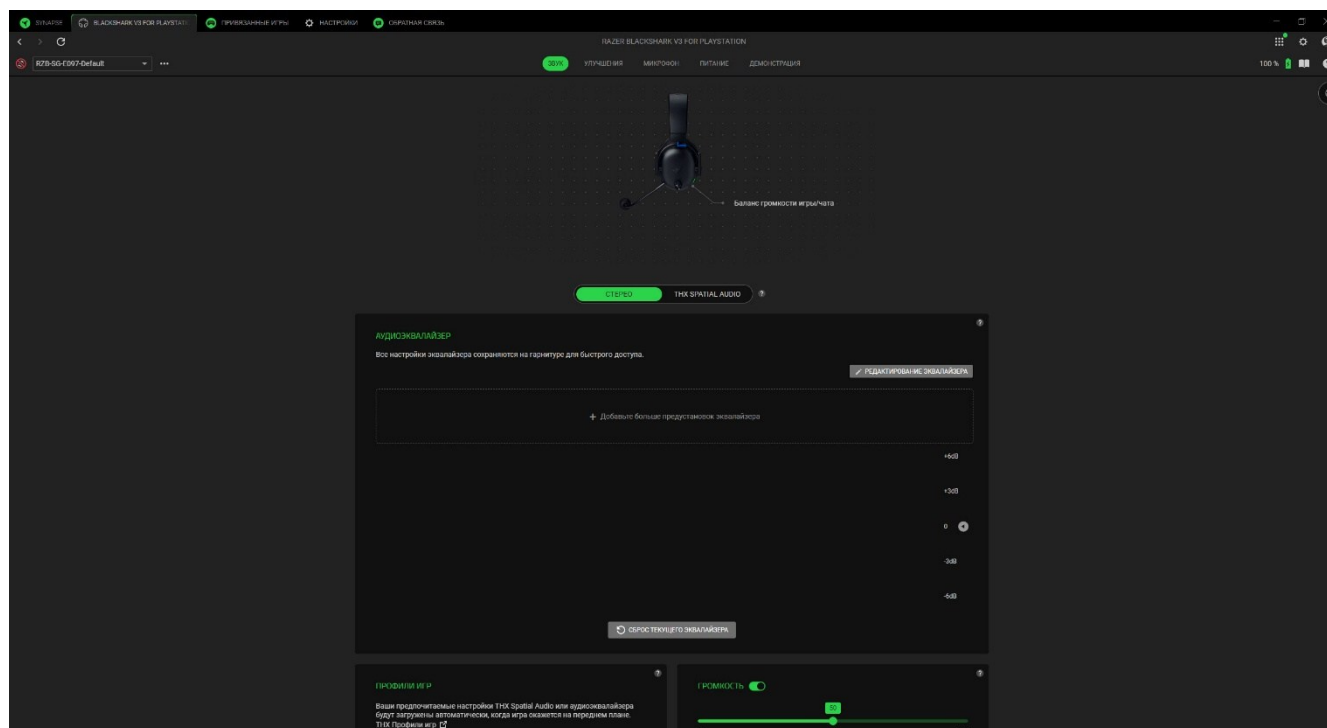 SYNAPSE BLACKSHARK V3 FOR PLAYSTATI ПРИВЯЗАННЫЕ ИГРЫ НАСТРОЙКИ ОБРАТНАЯ СВЯЗЬ
RAZER BLACKSHARK V3 FOR PLAYSTATION
RZB-SG-E097-Default ЗВУК УЛУЧШЕНИЯ МИКРОФОН ПИТАНИЕ ДЕМОНСТРАЦИЯ 100 %
Баланс громкости игры/чата
СТЕРЕО THX SPATIAL AUDIO ?
?
АУДИОЭКВАЛАЙЗЕР
Все настройки эквалайзера сохраняются на гарнитуре для быстрого доступа.
РЕДАКТИРОВАНИЕ ЭКВАЛАЙЗЕРА
+ Добавьте больше предустановок эквалайзера
+6dB
+3dB
0
-3dB
-6dB
СБРОС ТЕКУЩЕГО ЭКВАЛАЙЗЕРА
? ?
ПРОФИЛИ ИГР
Ваши предпочитаемые настройки THX Spatial Audio или аудиоэквалайзера
будут загружены автоматически, когда игра окажется на переднем плане.
THX Профили игр
ГРОМКОСТЬ
50